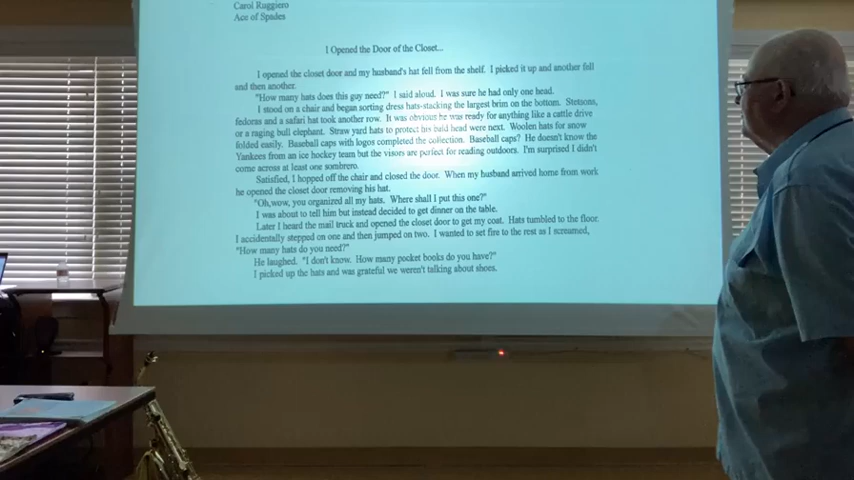 Carol Ruggiero
Ace of Spades
I Opened the Door of the Closet...
I opened the closet door and my husband's hat fell from the shelf. I picked it up and another fell
and then another.
"How many hats does this guy need?" I said aloud. I was sure he had only one head.
I stood on a chair and began sorting dress hats-stacking the largest brim on the bottom. Stetsons,
fedoras and a safari hat took another row. It was obvious he was ready for anything like a cattle drive
or a raging bull elephant. Straw yard hats to protect his bald head were next. Woolen hats for snow
folded easily. Baseball caps with logos completed the collection. Baseball caps? He doesn't know the
Yankees from an ice hockey team but the visors are perfect for reading outdoors. I'm surprised I didn't
come across at least one sombrero.
Satisfied, I hopped off the chair and closed the door. When my husband arrived home from work
he opened the closet door removing his hat.
"Oh,wow, you organized all my hats. Where shall I put this one?"
I was about to tell him but instead decided to get dinner on the table.
Later I heard the mail truck and opened the closet door to get my coat. Hats tumbled to the floor.
I accidentally stepped on one and then jumped on two. I wanted to set fire to the rest as I screamed,
"How many hats do you need?"
He laughed. "I don't know. How many pocket books do you have?"
I picked up the hats and was grateful we weren't talking about shoes.